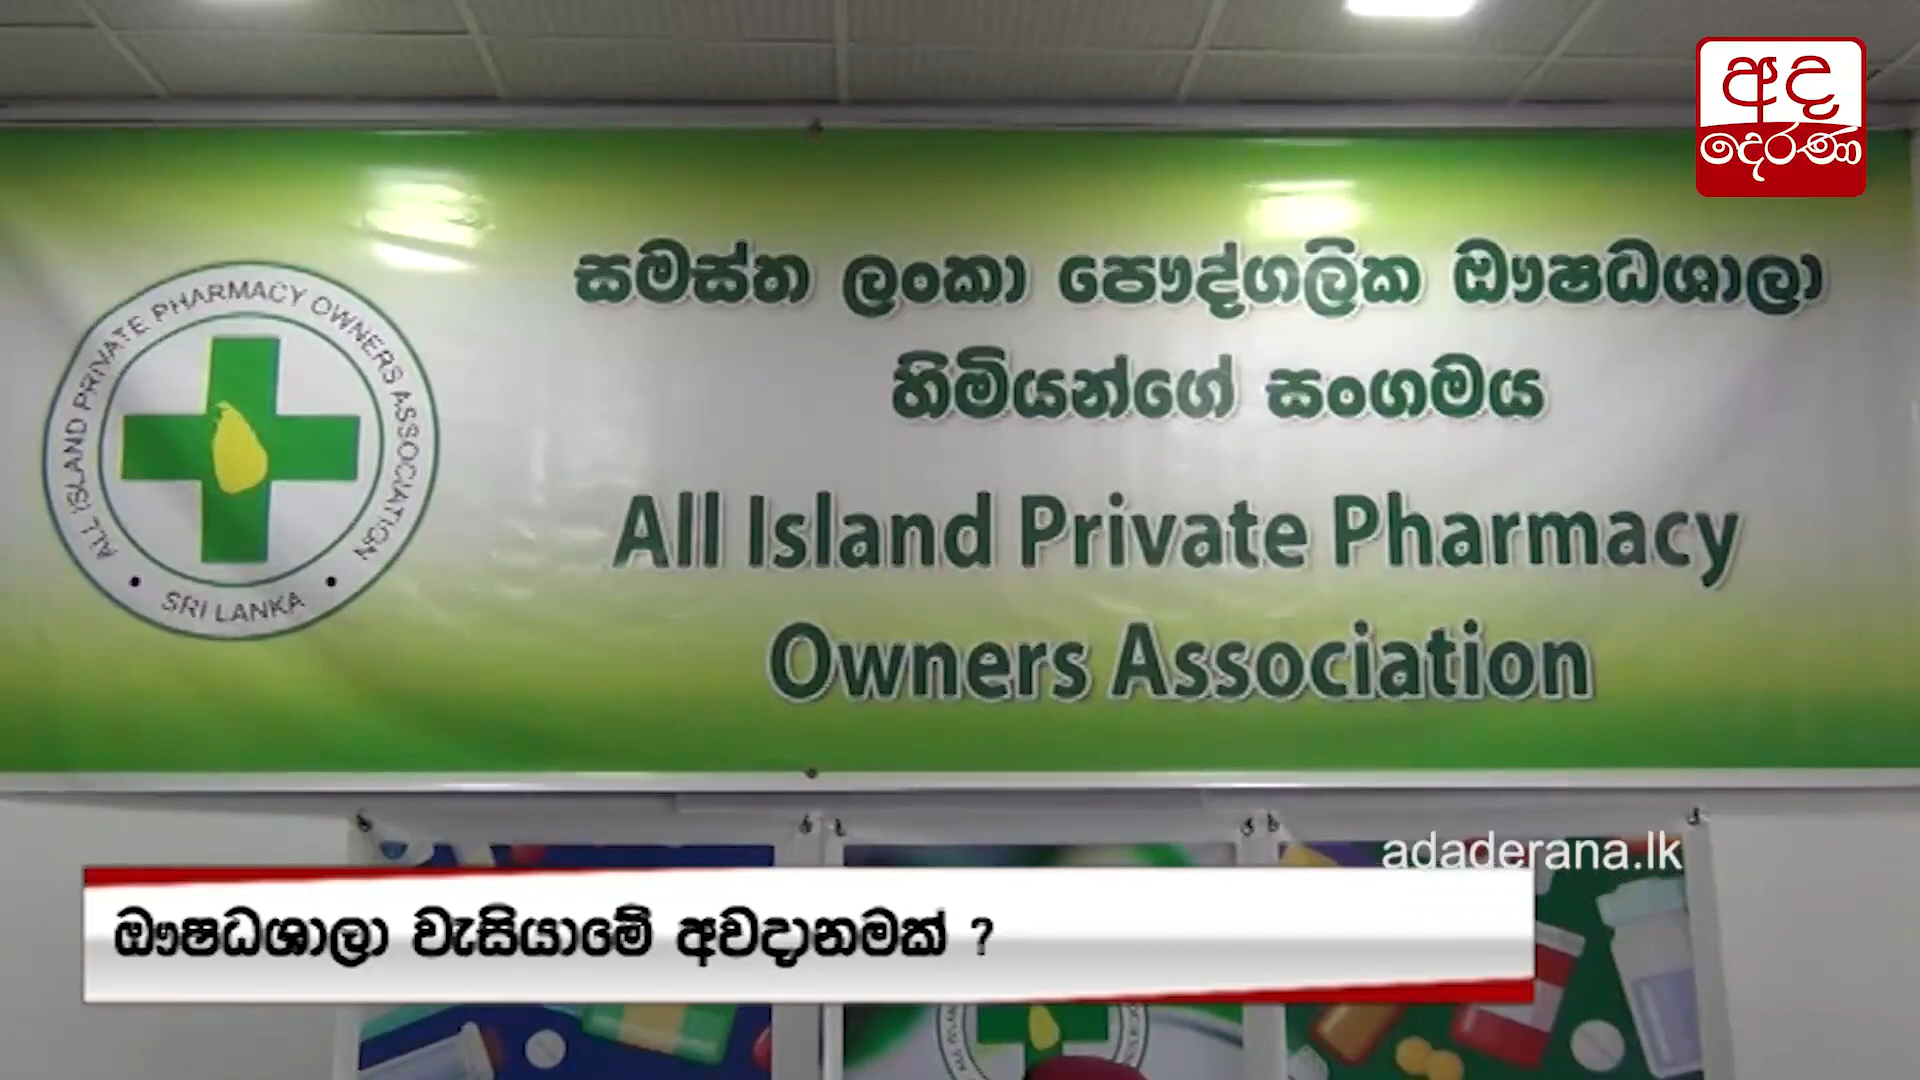 අද
දෙරණ
සමස්ත ලංකා පෞද්ගලික ඖෂධශාලා
හිමියන්ගේ සංගමය
All Island Private Pharmacy
Owners Association
ALL ISLAND PRIVATE PHARMACY OWNERS ASSOCIATION
SRI LANKA
adaderana.lk
ඖෂධශාලා වැසියාමේ අවදානමක් ?